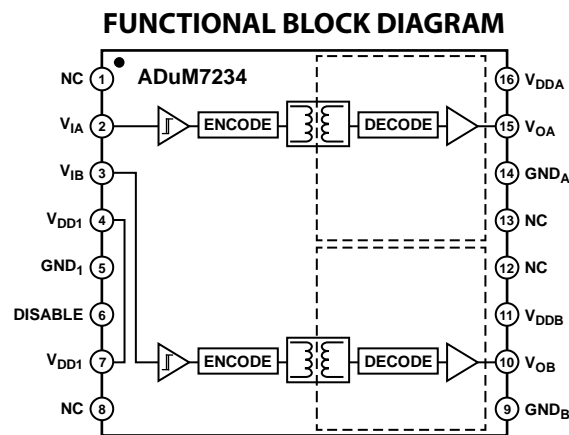 FUNCTIONAL BLOCK DIAGRAM
ADuM7234
NC 1
VIA 2
VIB 3
VDD1 4
GND1 5
DISABLE 6
VDD1 7
NC 8
ENCODE
DECODE
ENCODE
DECODE
16 VDDA
15 VOA
14 GNDA
13 NC
12 NC
11 VDDB
10 VOB
9 GNDB